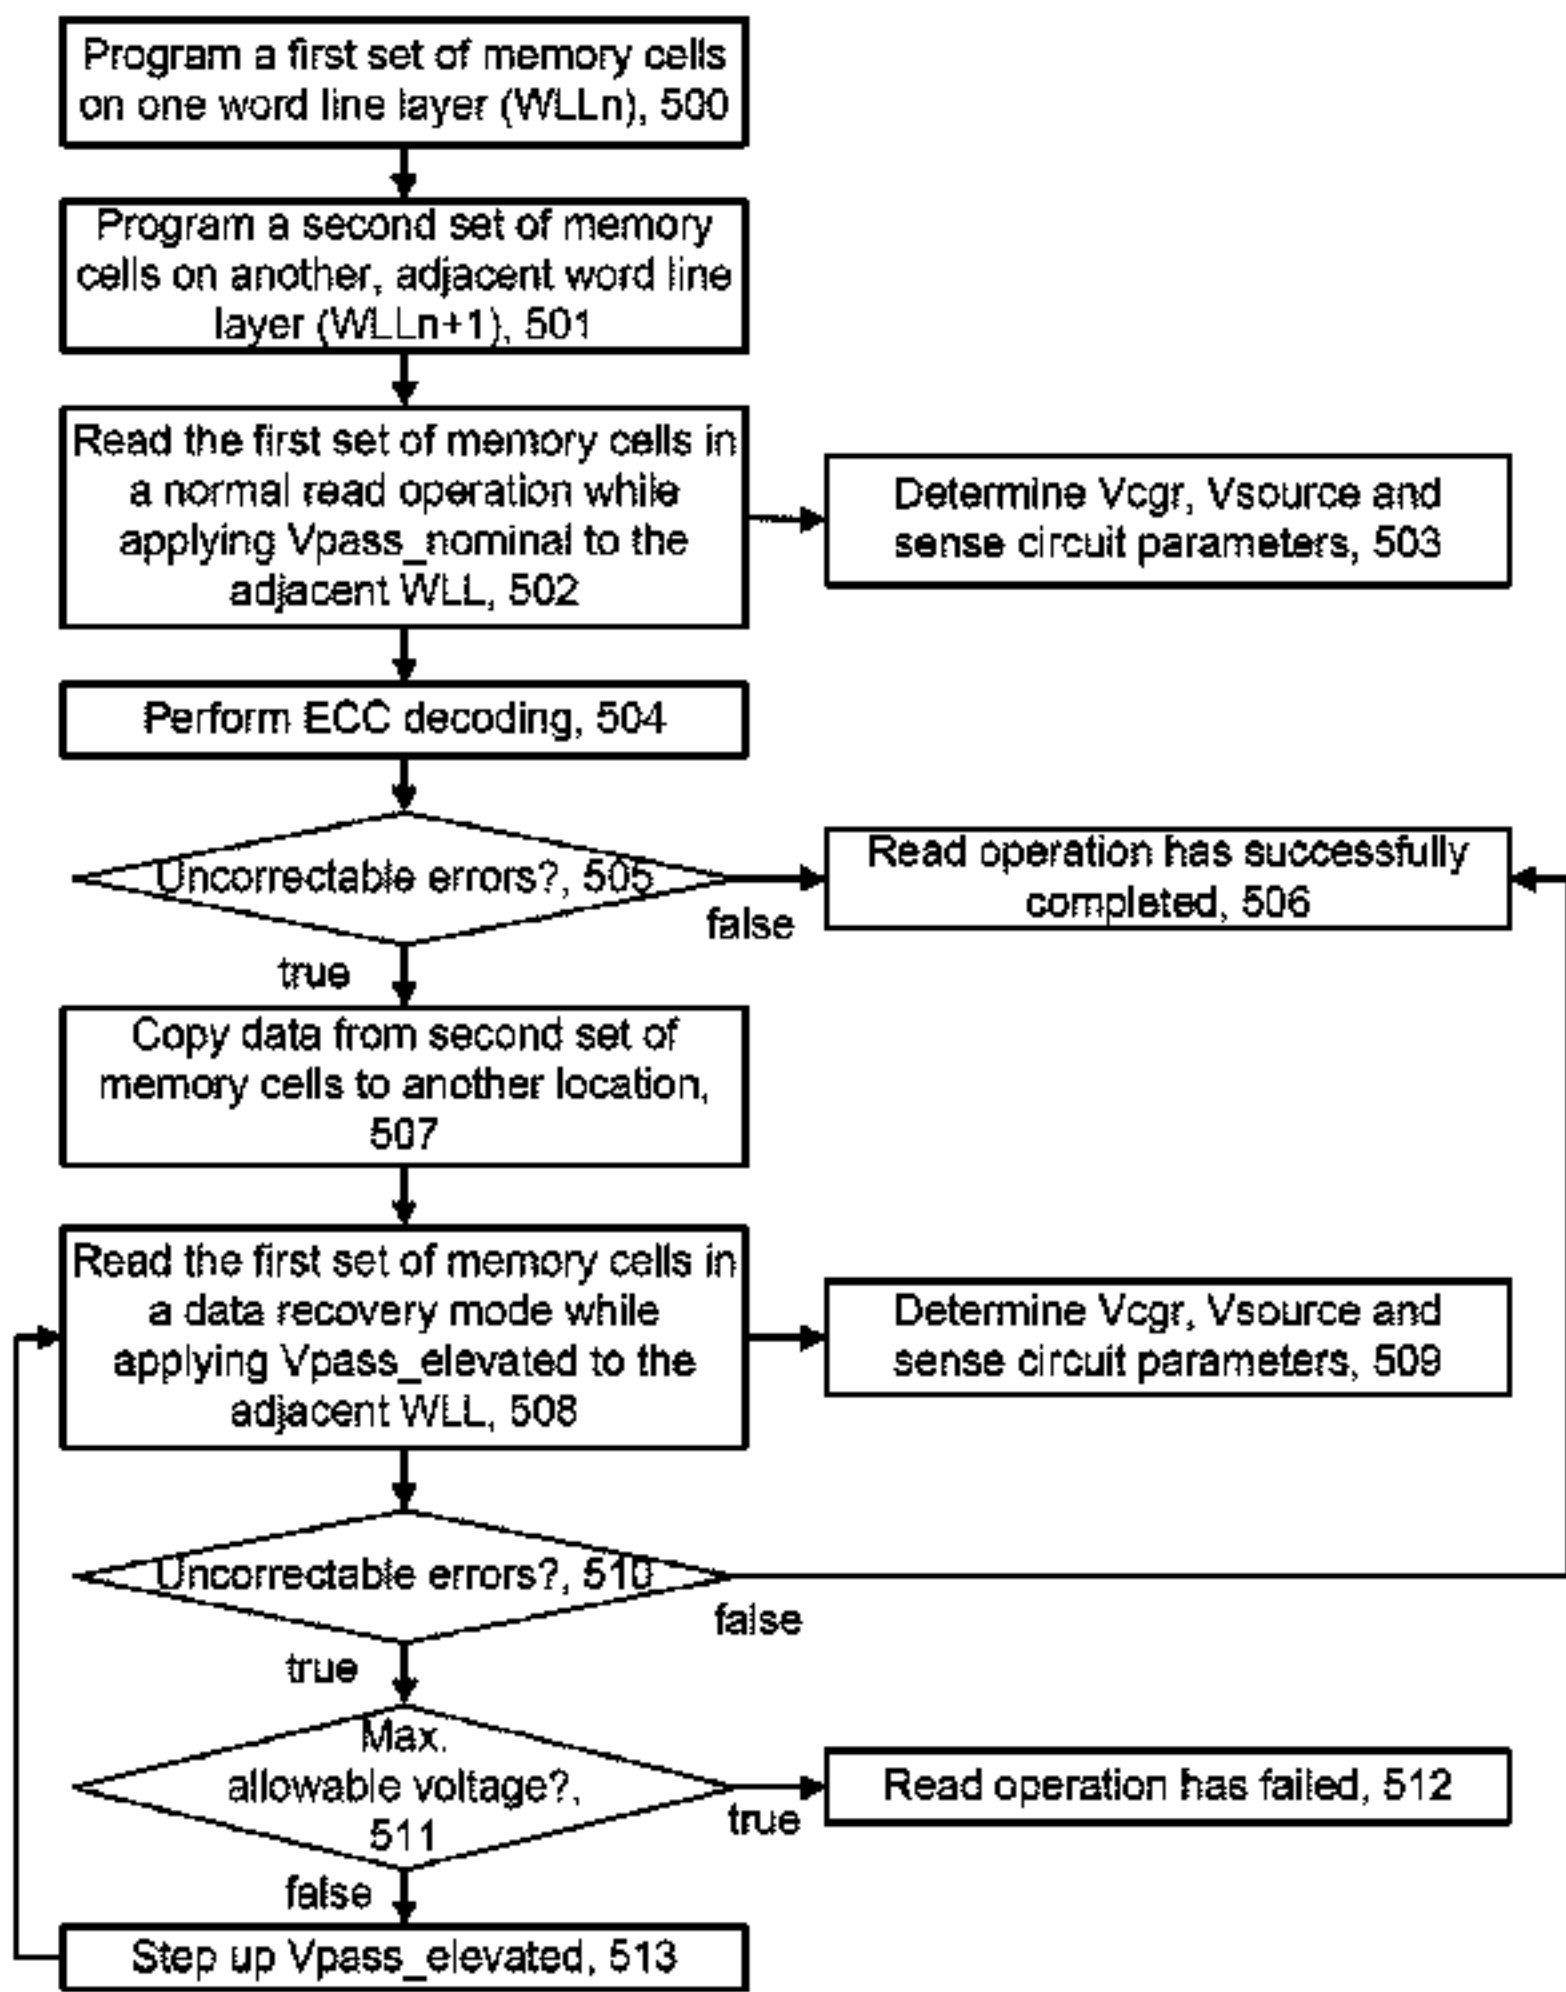 Program a first set of memory cells
on one word line layer (WLLn), 500
Program a second set of memory
cells on another, adjacent word line
layer (WLLn+1), 501
Read the first set of memory cells in
a normal read operation while
applying Vpass_nominal to the
adjacent WLL, 502
Determine Vcgr, Vsource and
sense circuit parameters, 503
Perform ECC decoding, 504
Uncorrectable errors?, 505
false
true
Read operation has successfully
completed, 506
Copy data from second set of
memory cells to another location,
507
Read the first set of memory cells in
a data recovery mode while
applying Vpass_elevated to the
adjacent WLL, 508
Determine Vcgr, Vsource and
sense circuit parameters, 509
Uncorrectable errors?, 510
false
true
Max.
allowable voltage?,
511
true
false
Read operation has failed, 512
Step up Vpass_elevated, 513